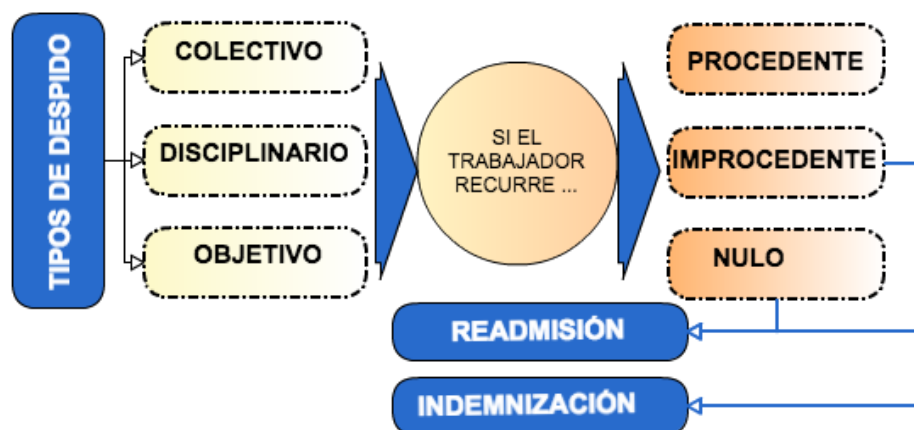 TIPOS DE DESPIDO
COLECTIVO
DISCIPLINARIO
OBJETIVO
SI EL
TRABAJADOR
RECURRE ...
PROCEDENTE
IMPROCEDENTE
NULO
READMISIÓN
INDEMNIZACIÓN